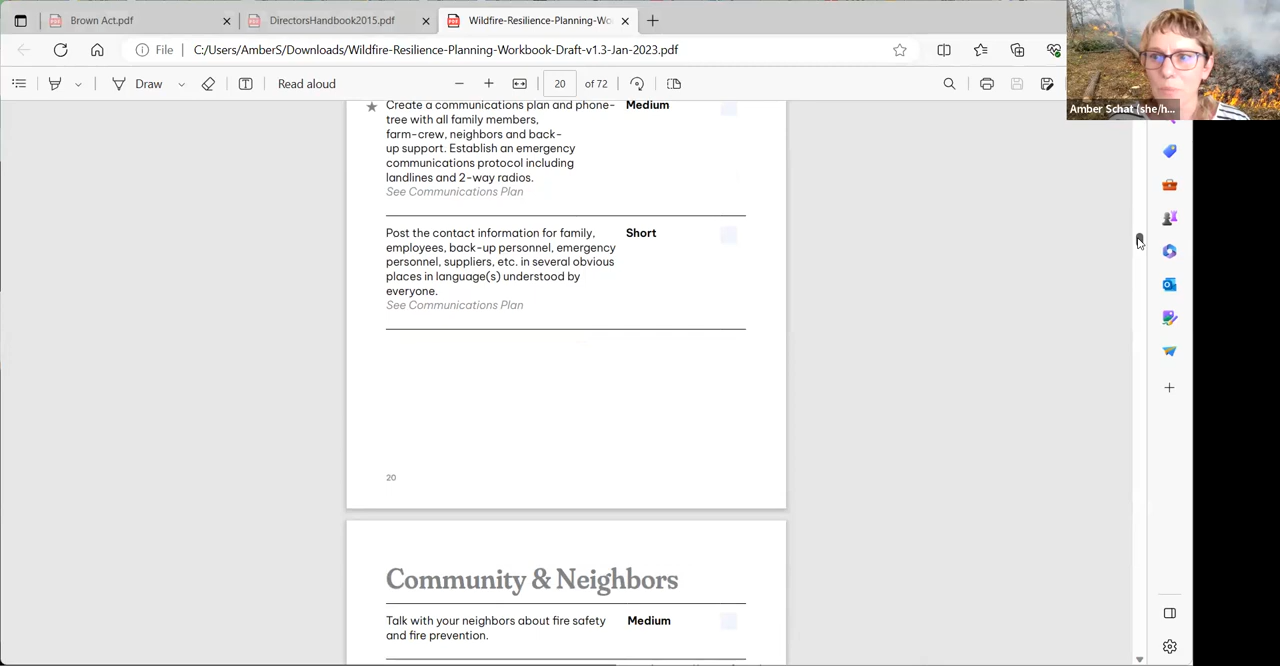 Brown Act.pdf
DirectorsHandbook2015.pdf
Wildfire-Resilience-Planning-Wo
File
C:/Users/AmberS/Downloads/Wildfire-Resilience-Planning-Workbook-Draft-v1.3-Jan-2023.pdf
Draw
Read aloud
20
of 72
Amber Schat (she/h...
Create a communications plan and phone-
tree with all family members,
farm-crew, neighbors and back-
up support. Establish an emergency
communications protocol including
landlines and 2-way radios.
See Communications Plan
Medium
Post the contact information for family,
employees, back-up personnel, emergency
personnel, suppliers, etc. in several obvious
places in language(s) understood by
everyone.
See Communications Plan
Short
20
Community & Neighbors
Talk with your neighbors about fire safety
and fire prevention.
Medium